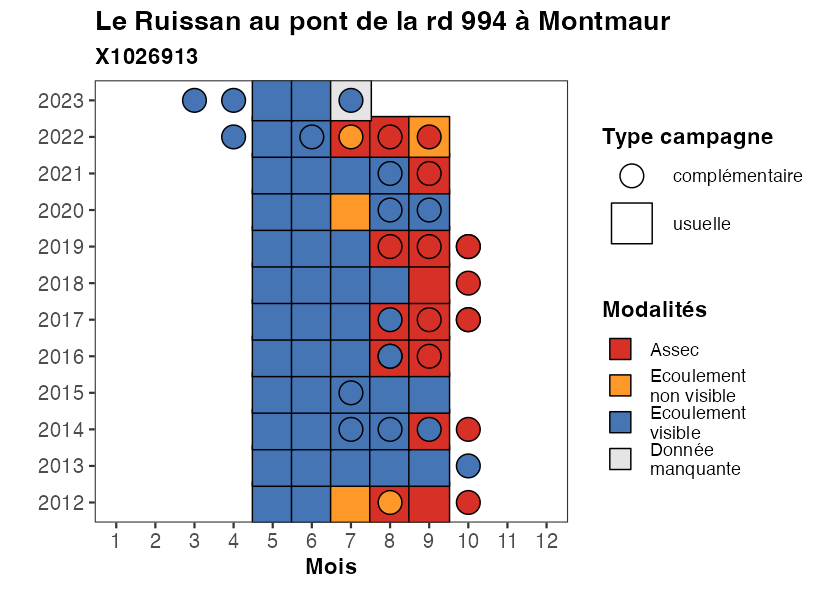 Le Ruissan au pont de la rd 994 à Montmaur
X1026913
2023
2022
2021
2020
2019
2018
2017
2016
2015
2014
2013
2012
1 2 3 4 5 6 7 8 9 10 11 12
Mois
Type campagne
complémentaire
usuelle
Modalités
Assec
Ecoulement
non visible
Ecoulement
visible
Donnée
manquante